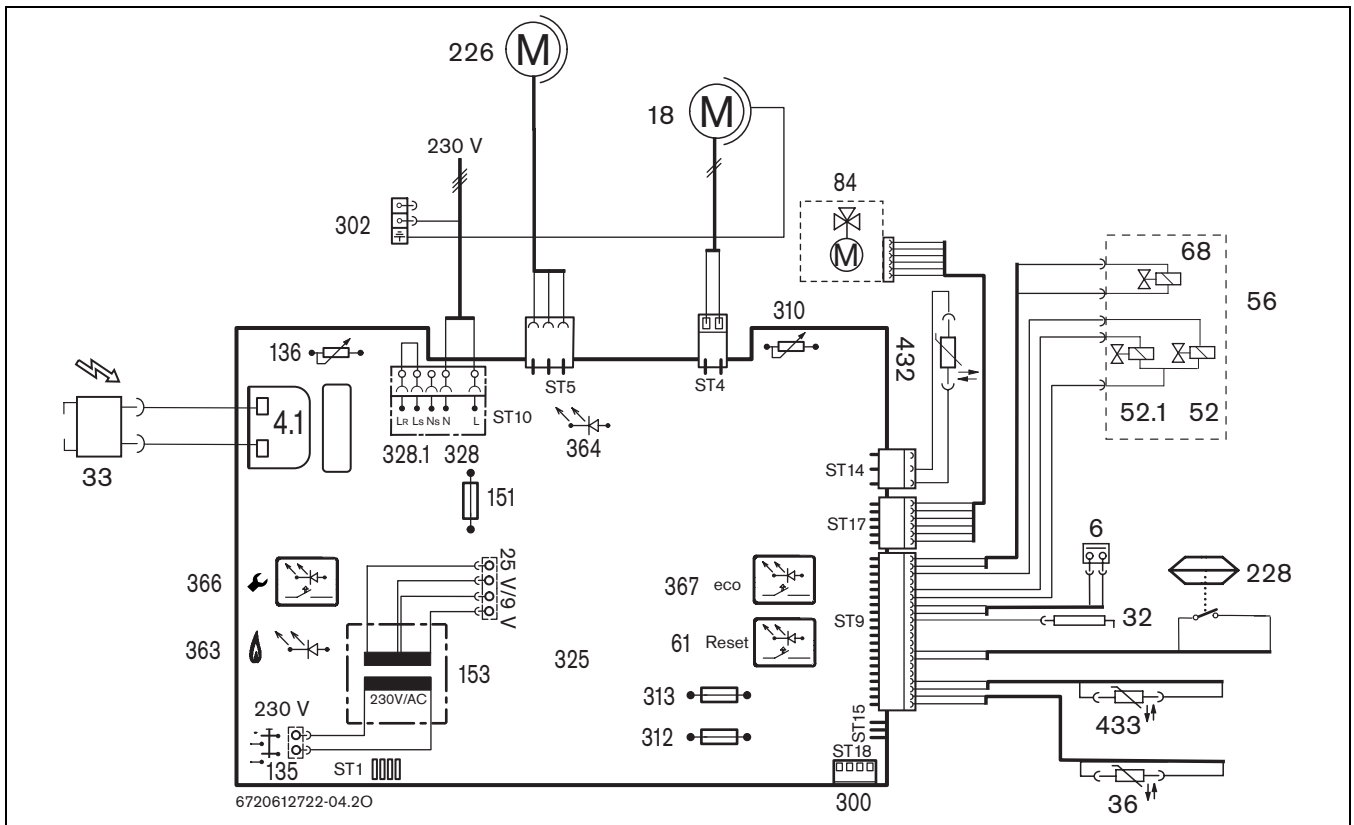 226
M
18
M
230 V
84
302
M
68
56
310
136
432
ST5
ST4
4.1
LR LS NS N L
ST10
52.1
52
328.1
328
364
33
ST14
151
ST17
6
25 V/9 V
366
367 eco
228
ST9
32
363
61 Reset
325
153
230V/AC
313
230 V
433
312
ST15
135
ST1
ST18
36
6720612722-04.2O
300